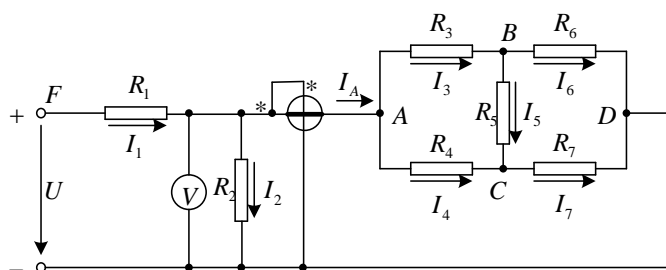 R3 B R6
F R1 * * IA I3 I6
+ A R5 I5 D
I1 R4 R7
U V R2 I2 C
I4 I7
−